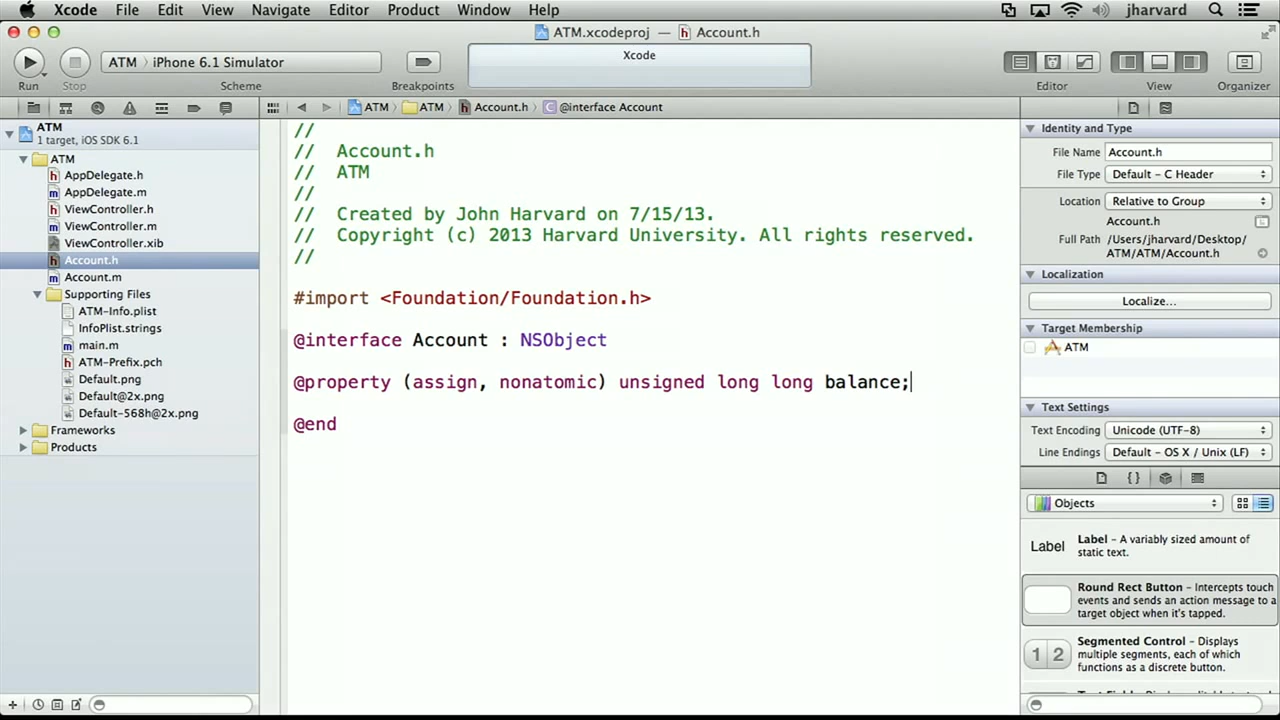 Xcode File Edit View Navigate Editor Product Window Help jharvard
ATM.xcodeproj — Account.h
ATM iPhone 6.1 Simulator
Xcode
Run Stop Scheme Breakpoints Editor View Organizer
ATM
1 target, iOS SDK 6.1
ATM
AppDelegate.h
AppDelegate.m
ViewController.h
ViewController.m
ViewController.xib
Account.h
Account.m
Supporting Files
ATM-Info.plist
InfoPlist.strings
main.m
ATM-Prefix.pch
Default.png
Default@2x.png
Default-568h@2x.png
Frameworks
Products
ATM ATM Account.h @interface Account
//
// Account.h
// ATM
//
// Created by John Harvard on 7/15/13.
// Copyright (c) 2013 Harvard University. All rights reserved.
//
#import <Foundation/Foundation.h>
@interface Account : NSObject
@property (assign, nonatomic) unsigned long long balance;
@end
Identity and Type
File Name Account.h
File Type Default - C Header
Location Relative to Group
Account.h
Full Path /Users/jharvard/Desktop/
ATM/ATM/Account.h
Localization
Localize...
Target Membership
ATM
Text Settings
Text Encoding Unicode (UTF-8)
Line Endings Default - OS X / Unix (LF)
Objects
Label
Label - A variably sized amount of
static text.
Round Rect Button - Intercepts touch
events and sends an action message to a
target object when it's tapped.
1 2
Segmented Control - Displays
multiple segments, each of which
functions as a discrete button.